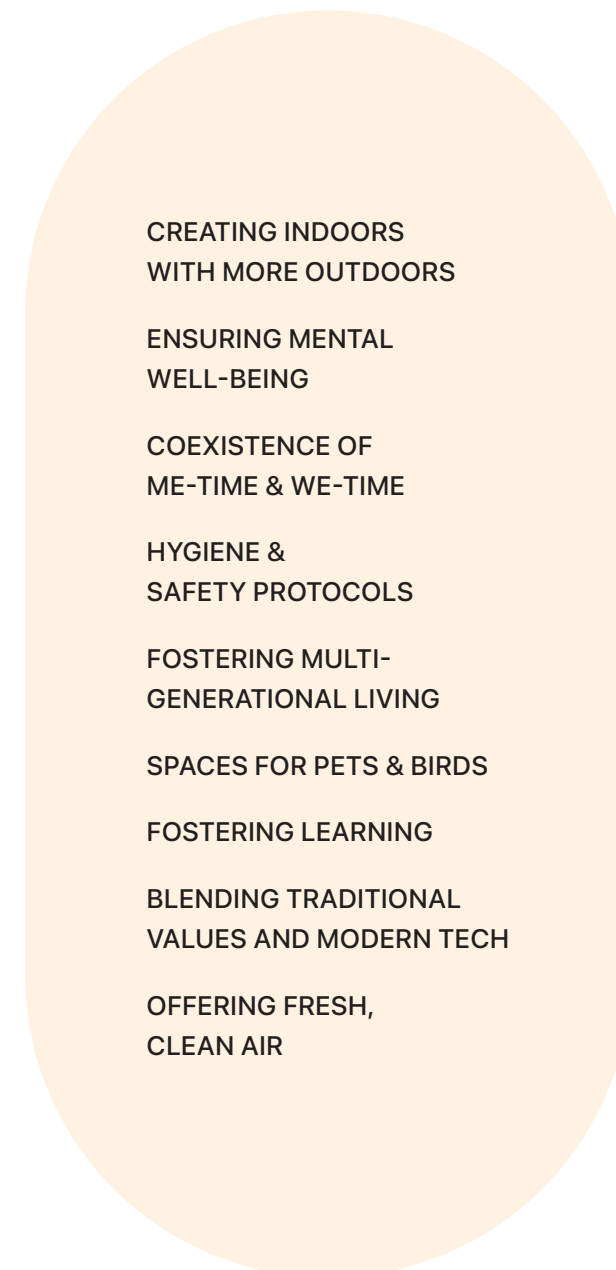 CREATING INDOORS
WITH MORE OUTDOORS
ENSURING MENTAL
WELL-BEING
COEXISTENCE OF
ME-TIME & WE-TIME
HYGIENE &
SAFETY PROTOCOLS
FOSTERING MULTI-
GENERATIONAL LIVING
SPACES FOR PETS & BIRDS
FOSTERING LEARNING
BLENDING TRADITIONAL
VALUES AND MODERN TECH
OFFERING FRESH,
CLEAN AIR